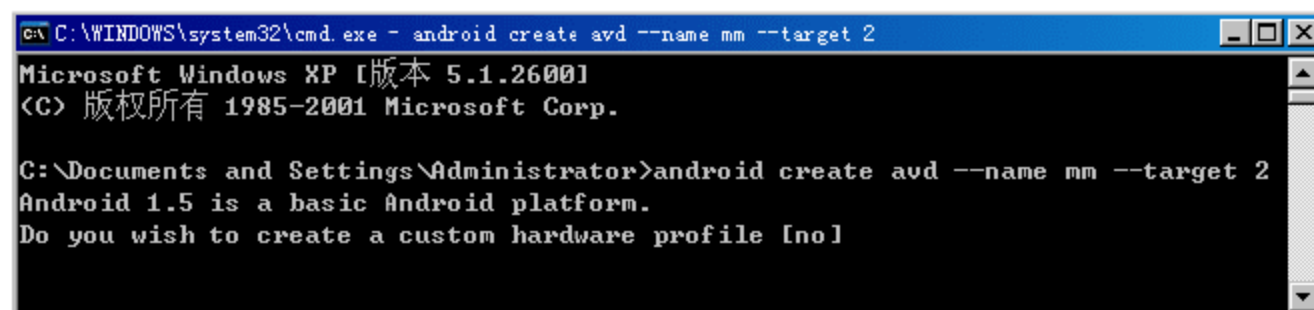 C:\WINDOWS\system32\cmd.exe - android create avd --name mm --target 2
Microsoft Windows XP [版本 5.1.2600]
(C) 版权所有 1985-2001 Microsoft Corp.
C:\Documents and Settings\Administrator>android create avd --name mm --target 2
Android 1.5 is a basic Android platform.
Do you wish to create a custom hardware profile [no]